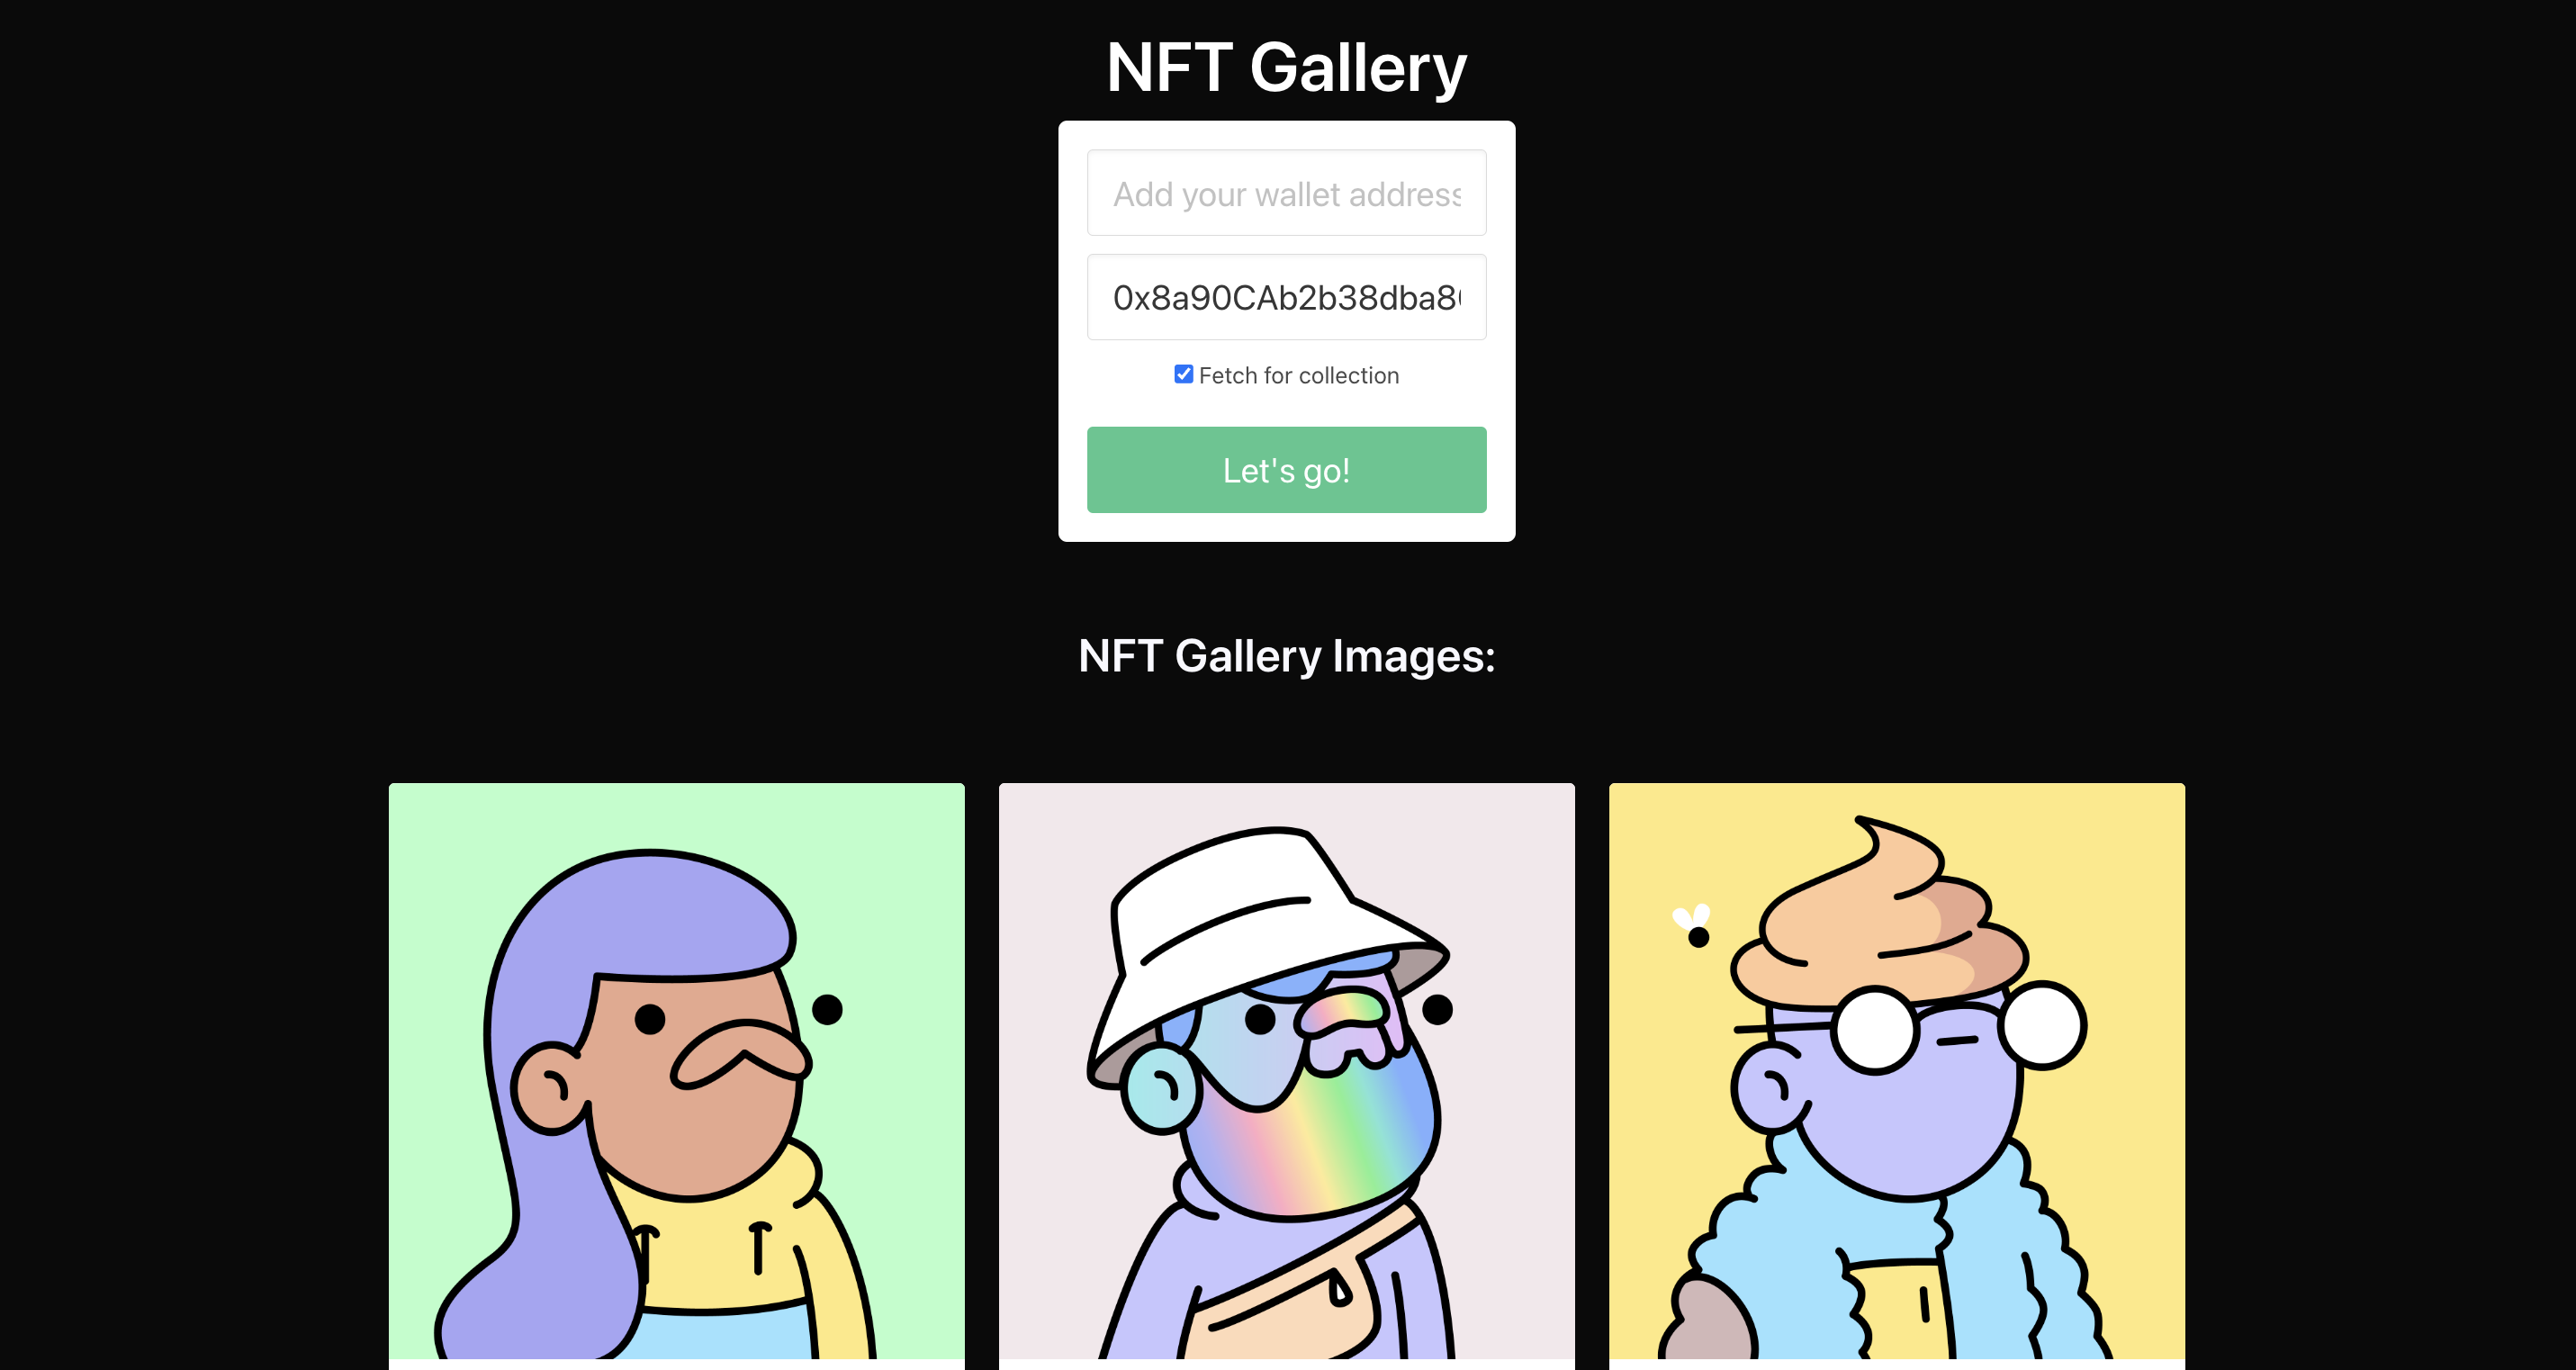 NFT Gallery
Add your wallet address
0x8a90CAb2b38dba8
Fetch for collection
Let's go!
NFT Gallery Images: